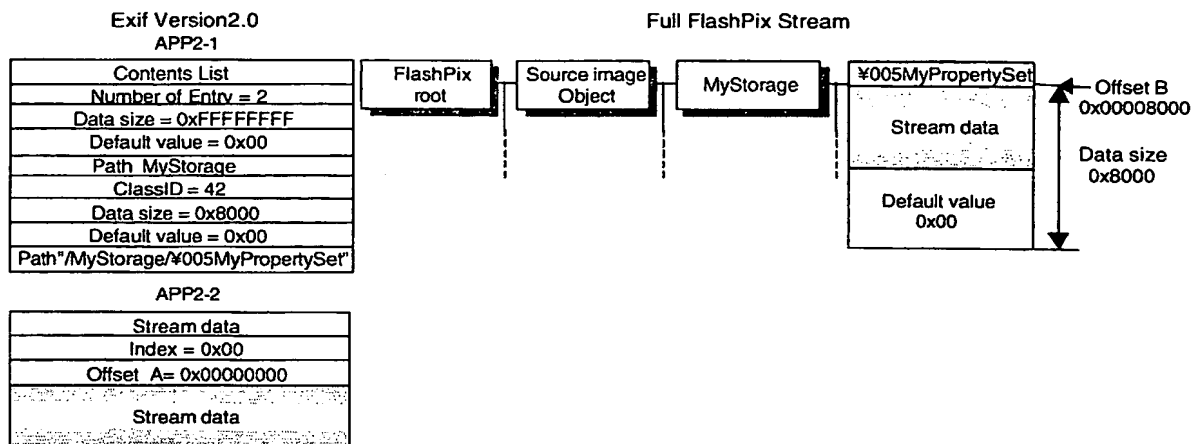 Exif Version2.0
APP2-1
Contents List
Number of Entry = 2
Data size = 0xFFFFFFFF
Default value = 0x00
Path MyStorage
ClassID = 42
Data size = 0x8000
Default value = 0x00
Path"/MyStorage/¥005MyPropertySet"
APP2-2
Stream data
Index = 0x00
Offset A= 0x00000000
Stream data
Full FlashPix Stream
FlashPix
root
Source image
Object
MyStorage
¥005MyPropertySet
Stream data
Default value
0x00
Offset B
0x00008000
Data size
0x8000